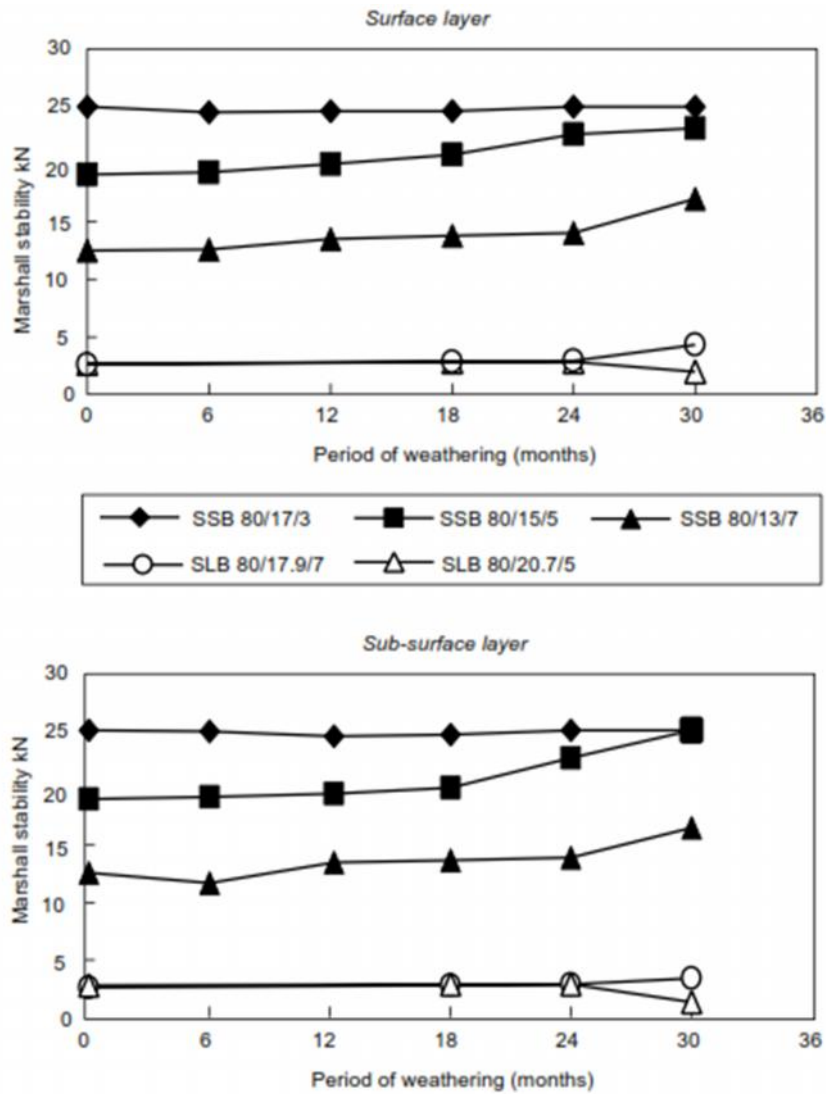 Surface layer
30
25
20
15
10
5
0
Marshall stability kN
0 6 12 18 24 30 36
Period of weathering (months)
SSB 80/17/3 SSB 80/15/5 SSB 80/13/7
SLB 80/17.9/7 SLB 80/20.7/5
Sub-surface layer
30
25
20
15
10
5
0
Marshall stability kN
0 6 12 18 24 30 36
Period of weathering (months)